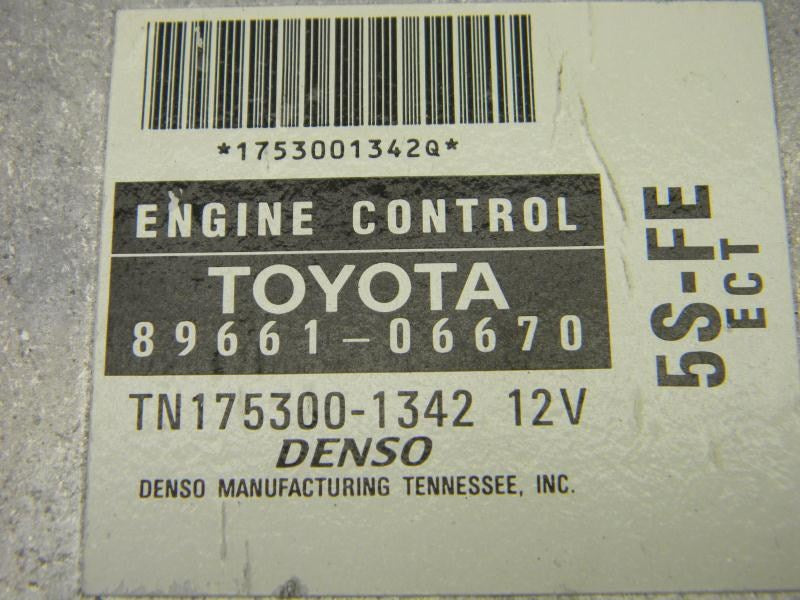 *1753001342Q*
ENGINE CONTROL
TOYOTA
89661-06670
TN175300-1342 12V
DENSO
DENSO MANUFACTURING TENNESSEE, INC.
5S-FE
ECT